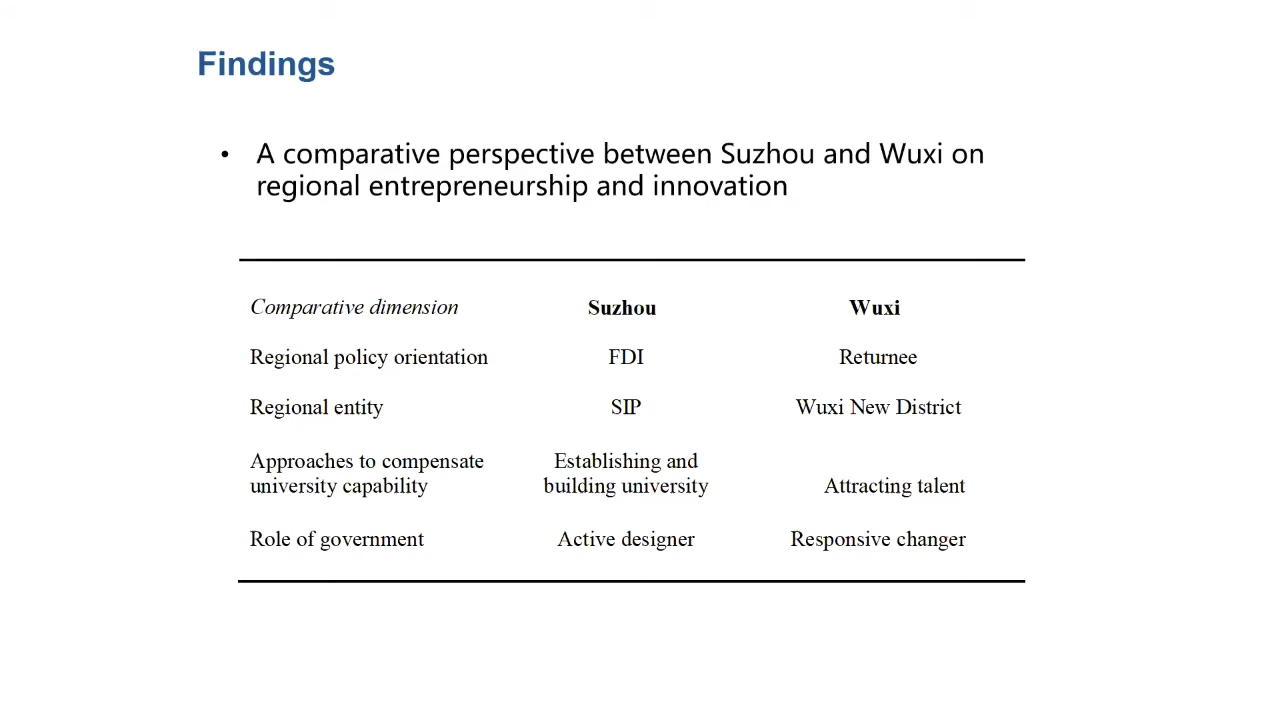 Findings
• A comparative perspective between Suzhou and Wuxi on
regional entrepreneurship and innovation
Comparative dimension Suzhou Wuxi
Regional policy orientation FDI Returnee
Regional entity SIP Wuxi New District
Approaches to compensate Establishing and
university capability building university Attracting talent
Role of government Active designer Responsive changer